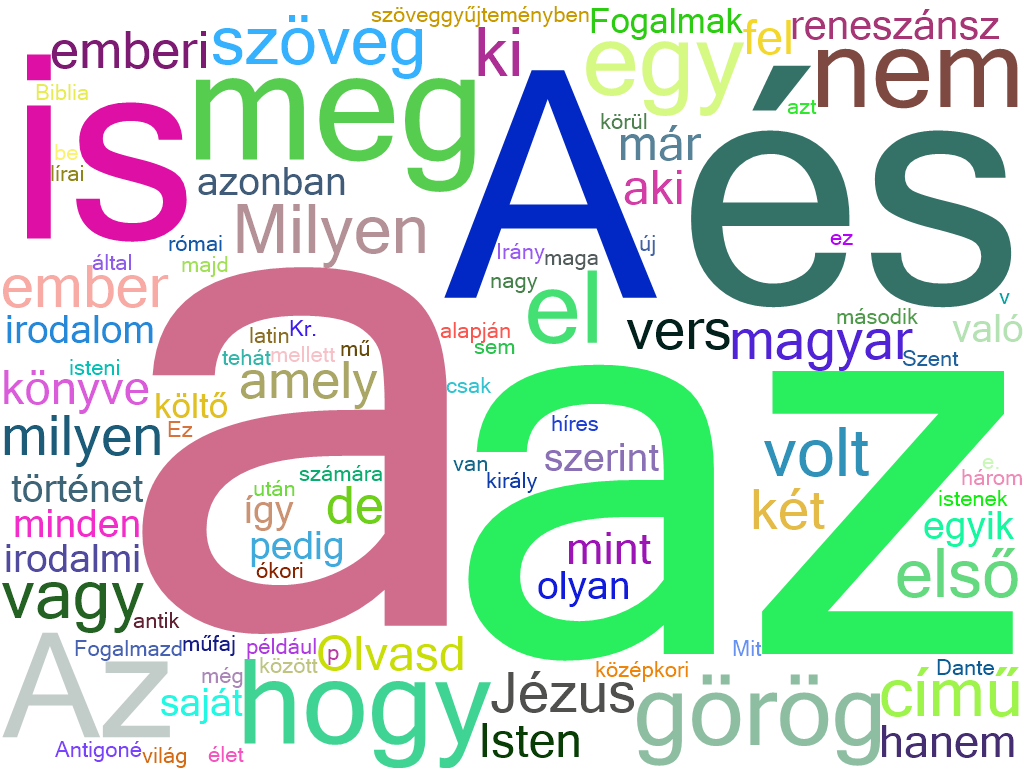 szöveggyűjteményben
Fogalmak
reneszánsz
emberi
szöveg
ki
fel
egy
nem
is
meg
A
és
Biblia
azt
körül
már
be
lírai
azonban
aki
Milyen
római
Irány
maga
új
ez
által
majd
ember
nagy
el
v
irodalom
latin
Kr.
alapján
sem
vers
magyar
második
való
tehát
mellett
mű
Szent
isteni
könyve
amely
csak
költő
Ez
a
az
híres
milyen
volt
szerint
van
király
számára
e.
három
történet
után
így
de
két
istenek
minden
egyik
pedig
mint
irodalmi
ókori
olyan
első
vagy
antik
Az
Fogalmazd
műfaj
például
p
Olvasd
Mit
között
középkori
Dante
még
saját
hogy
Jézus
görög
című
Isten
hanem
Antigoné
világ
élet